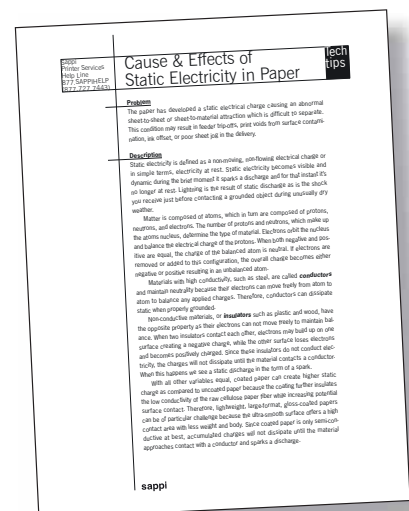 sappi
Printer Services
Help Line
877 SAPPIHELP
(877 727 7443)
Cause & Effects of
Static Electricity in Paper
tech
tips
Problem
The paper has developed a static electrical charge causing an abnormal
sheet-to-sheet or sheet-to-material attraction which is difficult to separate.
This condition may result in feeder trip-offs, print voids from surface contami-
nation, ink offset, or poor sheet jog in the delivery.
Description
Static electricity is defined as a non-moving, non-flowing electrical charge or
in simple terms, electricity at rest. Static electricity becomes visible and
dynamic during the brief moment it sparks a discharge and for that instant it's
no longer at rest. Lightning is the result of static discharge as is the shock
you receive just before contacting a grounded object during unusually dry
weather.
Matter is composed of atoms, which in turn are composed of protons,
neutrons, and electrons. The number of protons and neutrons, which make up
the atoms nucleus, determine the type of material. Electrons orbit the nucleus
and balance the electrical charge of the protons. When both negative and pos-
itive are equal, the charge of the balanced atom is neutral. If electrons are
removed or added to this configuration, the overall charge becomes either
negative or positive resulting in an unbalanced atom.
Materials with high conductivity, such as steel, are called conductors
and maintain neutrality because their electrons can move freely from atom to
atom to balance any applied charges. Therefore, conductors can dissipate
static when properly grounded.
Non-conductive materials, or insulators such as plastic and wood, have
the opposite property as their electrons can not move freely to maintain bal-
ance. When two insulators contact each other, electrons may build up on one
surface creating a negative charge, while the other surface loses electrons
and becomes positively charged. Since these insulators do not conduct elec-
tricity, the charges will not dissipate until the material contacts a conductor.
When this happens we see a static discharge in the form of a spark.
With all other variables equal, coated paper can create higher static
charge as compared to uncoated paper because the coating further insulates
the low conductivity of the raw cellulose paper fiber while increasing potential
surface contact. Therefore, lightweight, large-format, gloss-coated papers
can be of particular challenge because the ultra-smooth surface offers a high
contact area with less weight and body. Since coated paper is only semi-con-
ductive at best, accumulated charges will not dissipate until the material
approaches contact with a conductor and sparks a discharge.
sappi